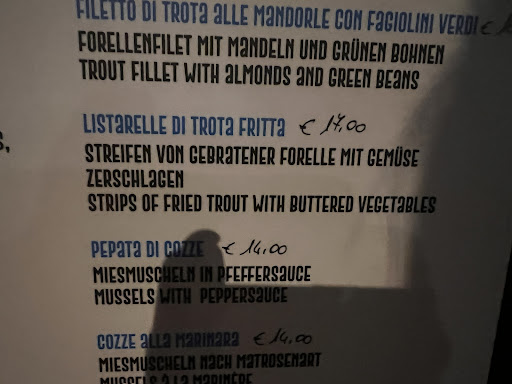 FILETTO DI TROTA ALLE MANDORLE CON FAGIOLINI VERDI €
FORELLENFILET MIT MANDELN UND GRÜNEN BOHNEN
TROUT FILLET WITH ALMONDS AND GREEN BEANS
LISTARELLE DI TROTA FRITTA € 17,00
STREIFEN VON GEBRATENER FORELLE MIT GEMÜSE
ZERSCHLAGEN
STRIPS OF FRIED TROUT WITH BUTTERED VEGETABLES
PEPATA DI COZZE € 14,00
MIESMUSCHELN IN PFEFFERSAUCE
MUSSELS WITH PEPPERSAUCE
COZZE ALLA MARINARA € 14,00
MIESMUSCHELN NACH MATROSENART
MUSSELS À LA MARINÈRE